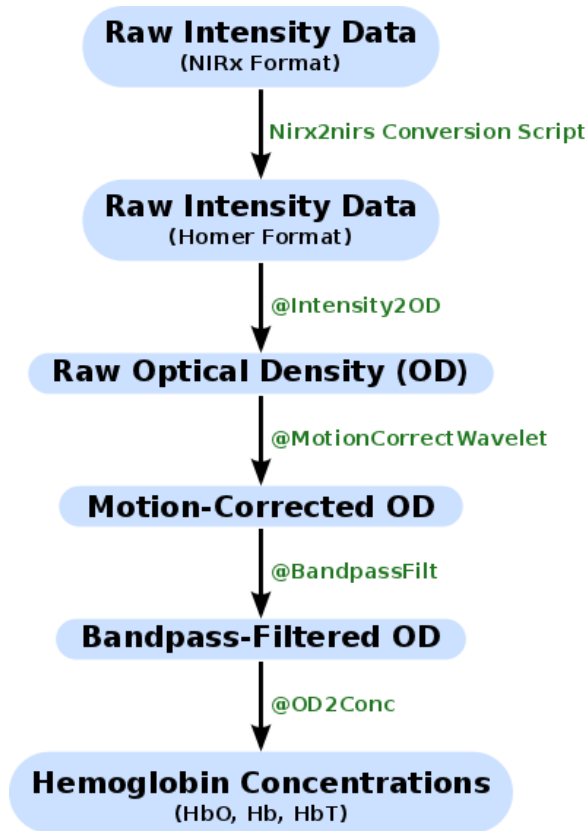 Raw Intensity Data
(NIRx Format)
Nirx2nirs Conversion Script
Raw Intensity Data
(Homer Format)
@Intensity2OD
Raw Optical Density (OD)
@MotionCorrectWavelet
Motion-Corrected OD
@BandpassFilt
Bandpass-Filtered OD
@OD2Conc
Hemoglobin Concentrations
(HbO, Hb, HbT)